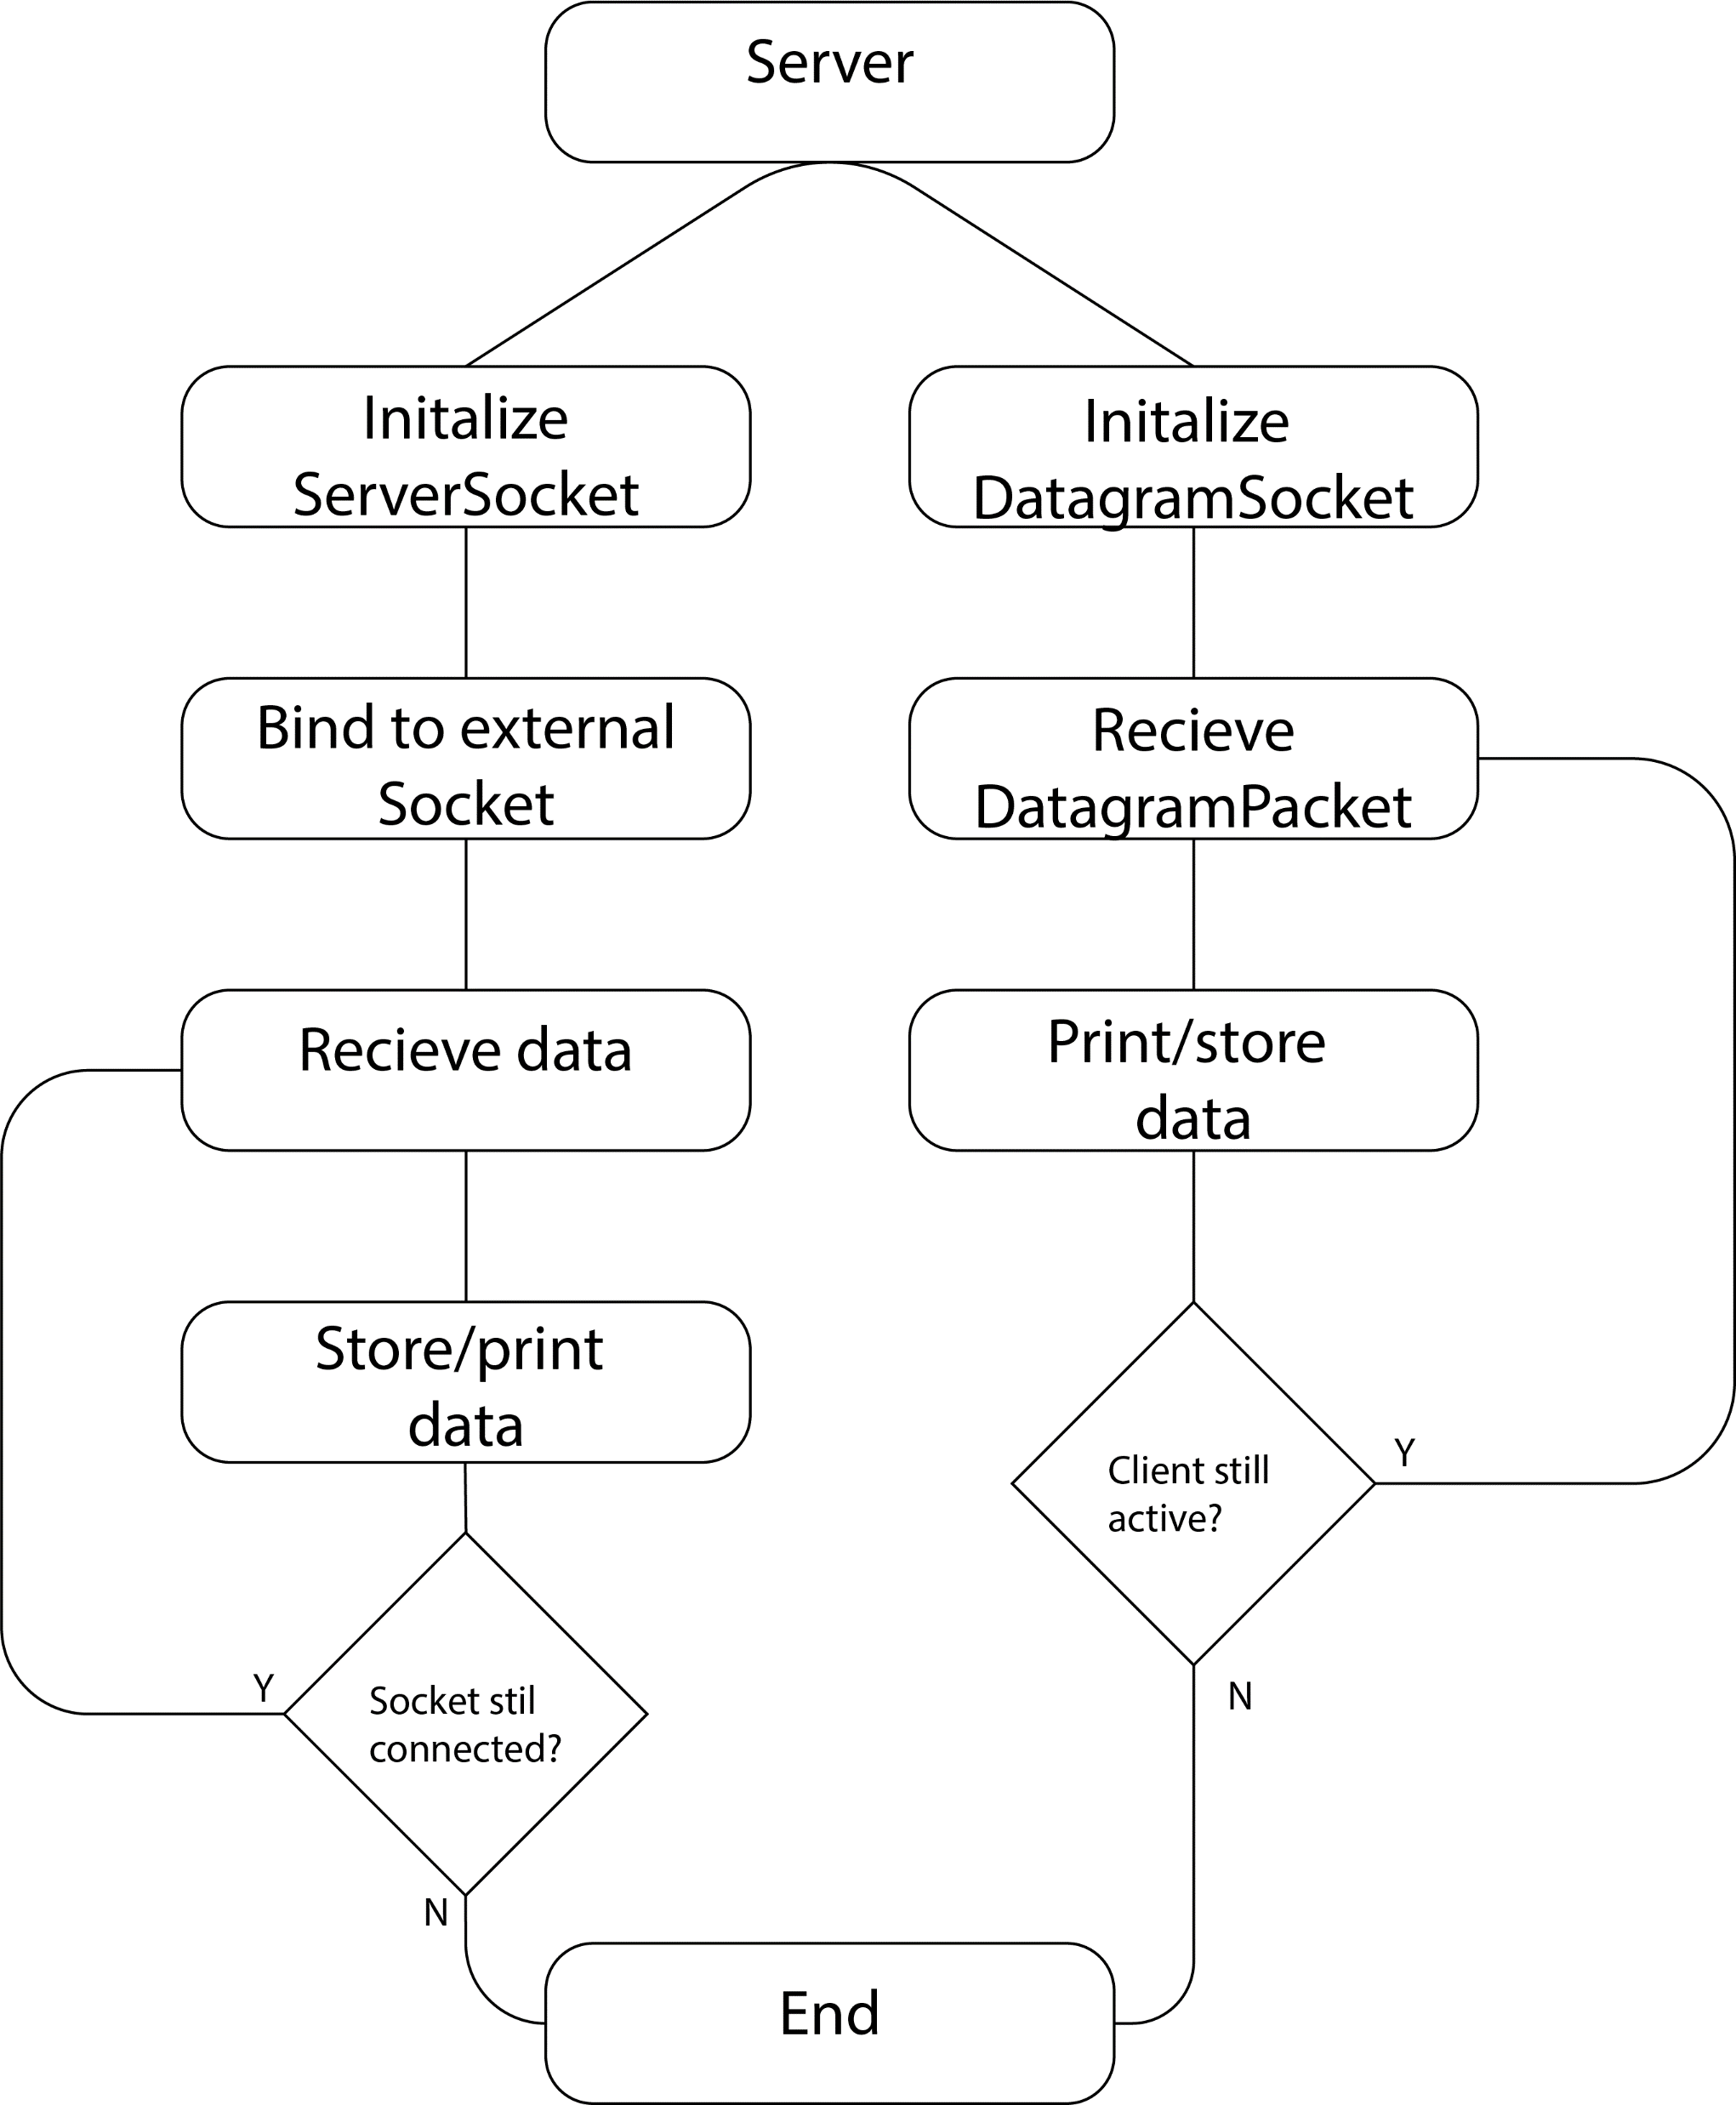 Server
Initalize
ServerSocket
Initalize
DatagramSocket
Bind to external
Socket
Recieve
DatagramPacket
Recieve data
Print/store
data
Store/print
data
Client still
active?
Y
Socket stil
connected?
Y
N
N
End